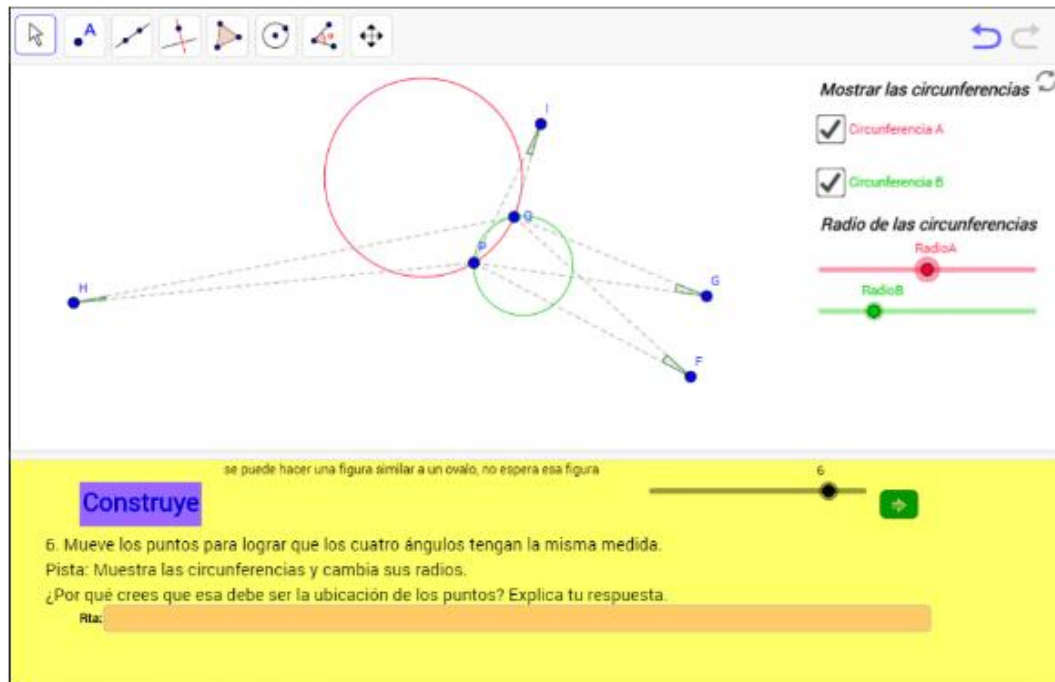 A
Mostrar las circunferencias
Circunferencia A
Circunferencia B
Radio de las circunferencias
RadioA
RadioB
I
Q
P
H
G
F
se puede hacer una figura similar a un ovalo, no espera esa figura
6
Construye
6. Mueve los puntos para lograr que los cuatro ángulos tengan la misma medida.
Pista: Muestra las circunferencias y cambia sus radios.
¿Por qué crees que esa debe ser la ubicación de los puntos? Explica tu respuesta.
Rta: